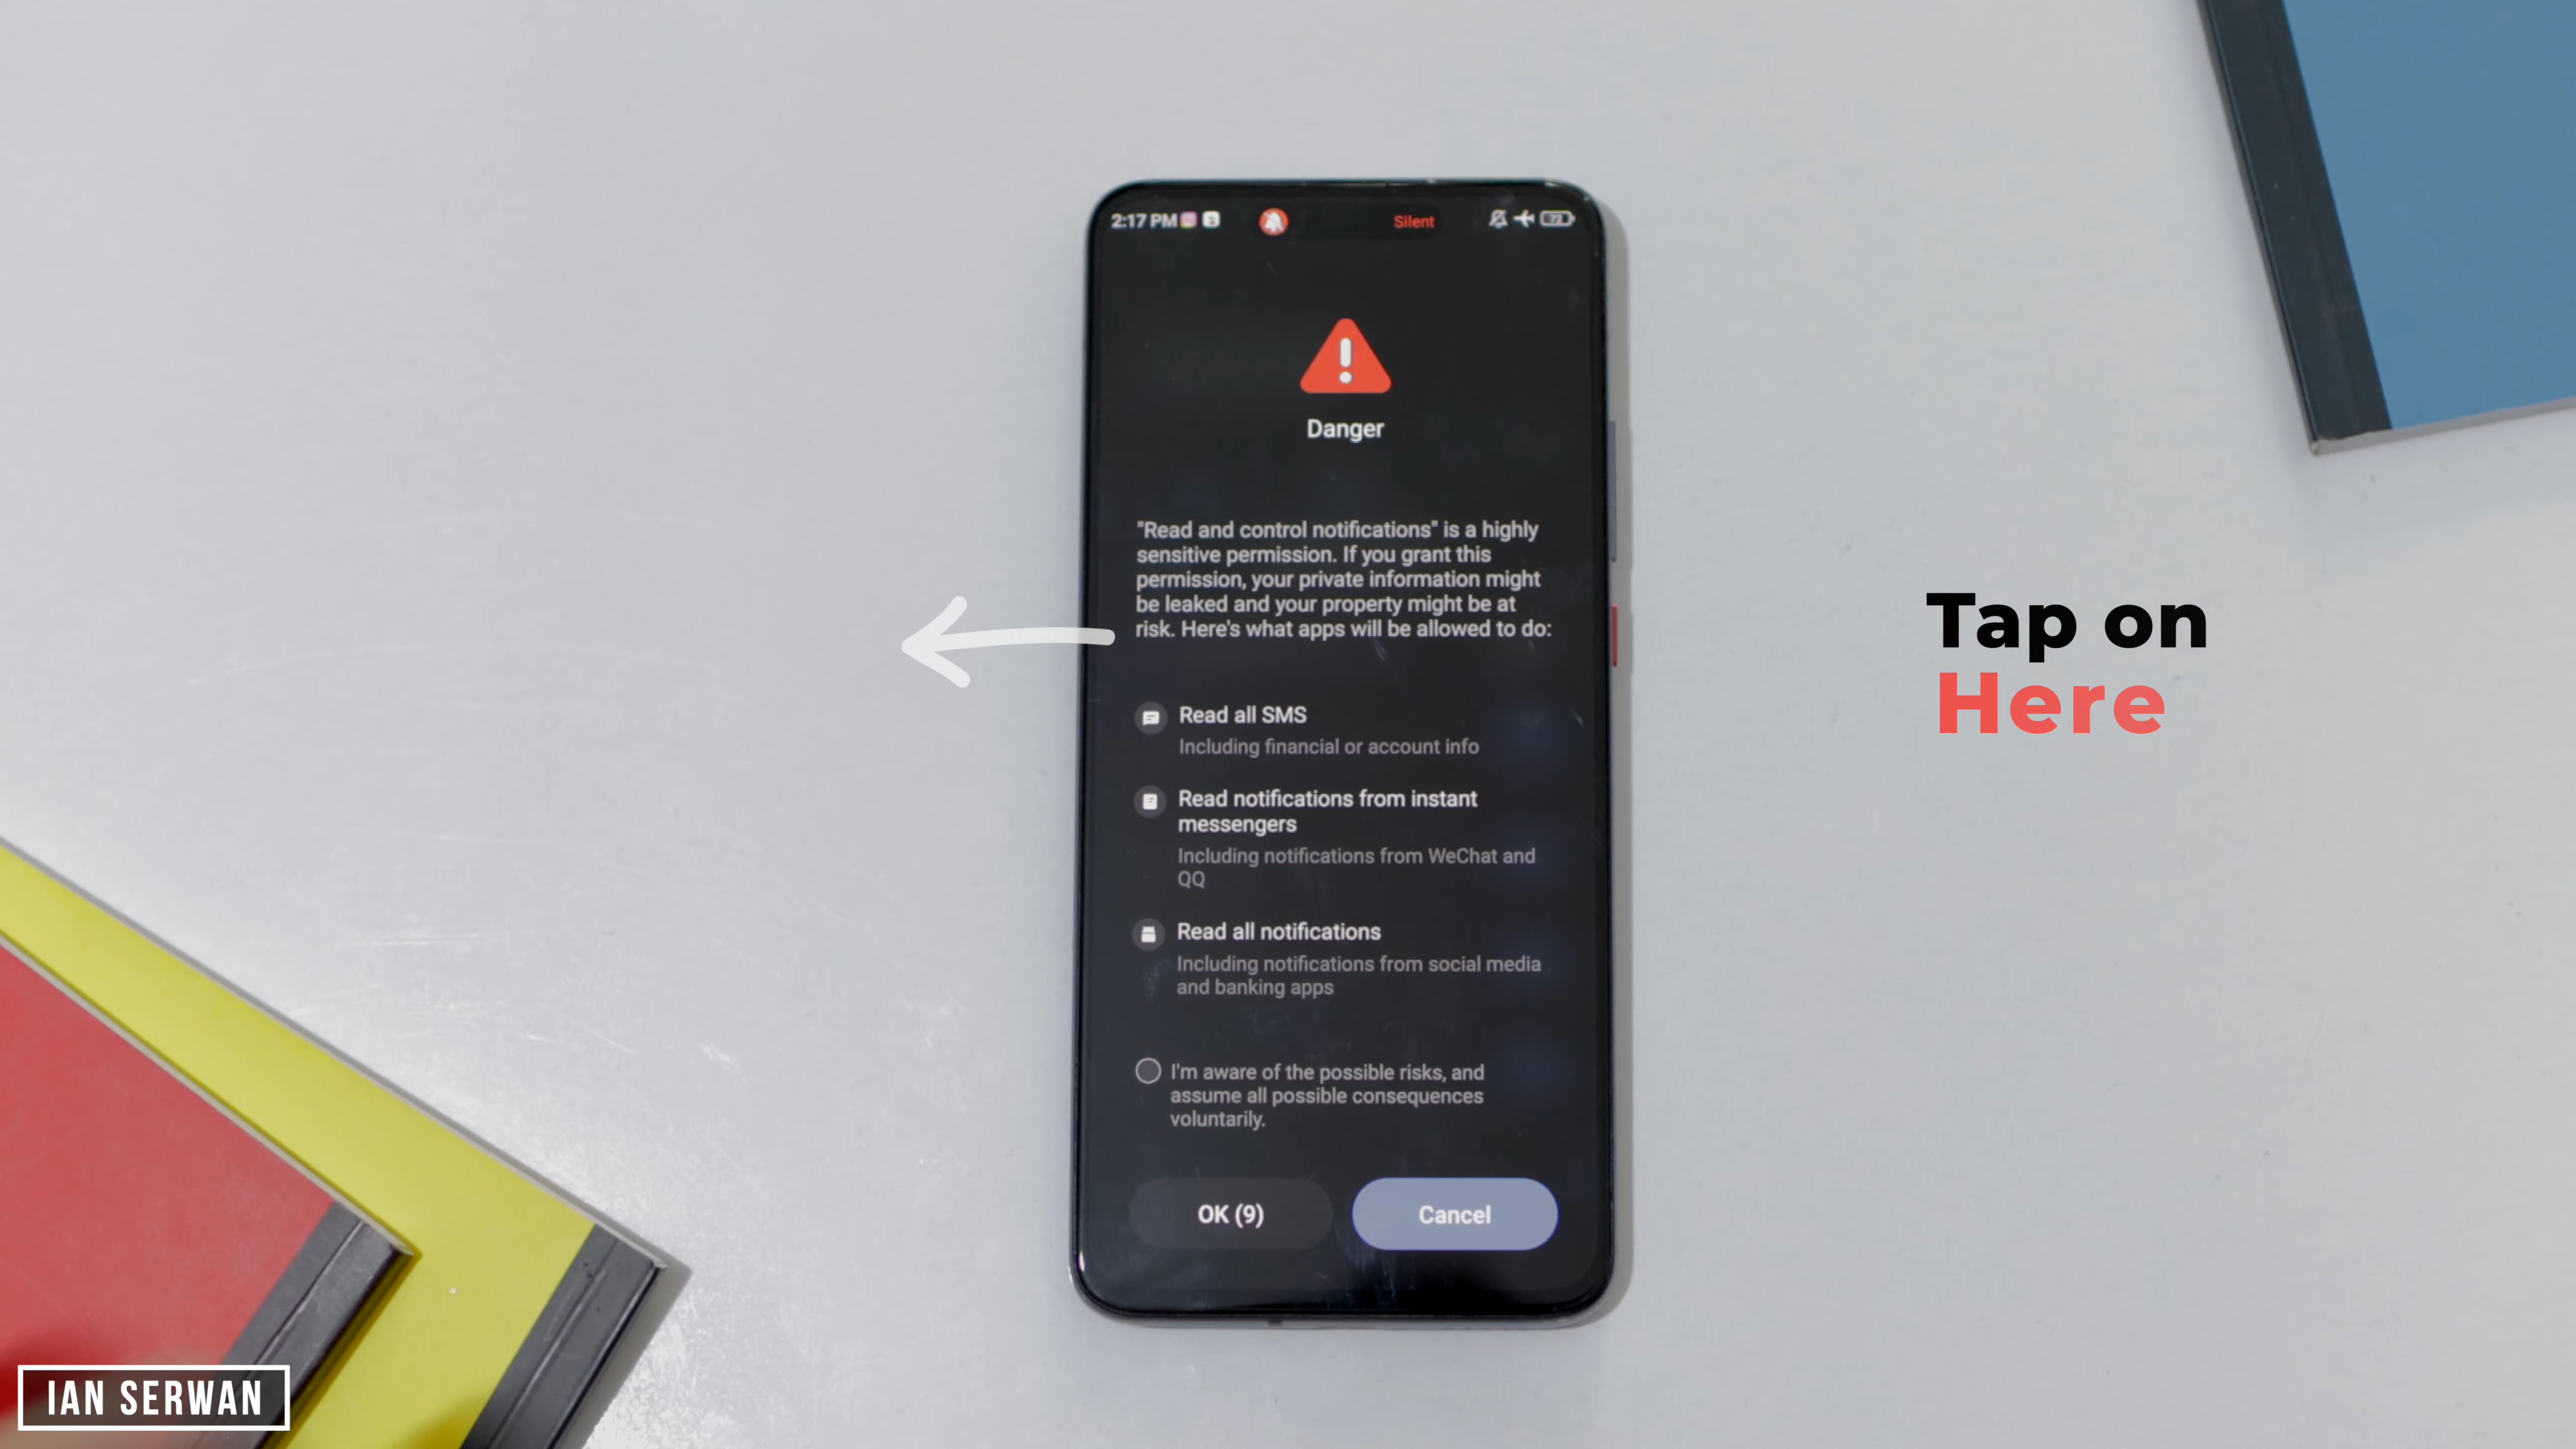 2:17 PM
Silent
72
Danger
"Read and control notifications" is a highly
sensitive permission. If you grant this
permission, your private information might
be leaked and your property might be at
risk. Here's what apps will be allowed to do:
Read all SMS
Including financial or account info
Read notifications from instant
messengers
Including notifications from WeChat and
QQ
Read all notifications
Including notifications from social media
and banking apps
I'm aware of the possible risks, and
assume all possible consequences
voluntarily.
OK (9)
Cancel
Tap on
Here
IAN SERWAN